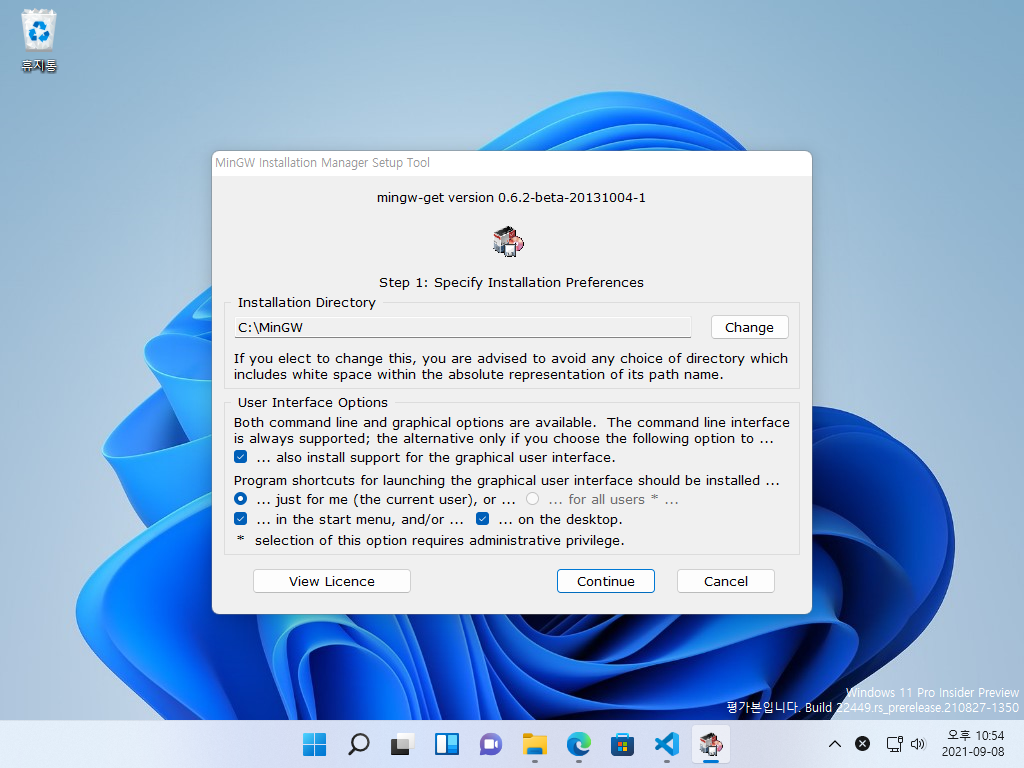 휴지통
MinGW Installation Manager Setup Tool
mingw-get version 0.6.2-beta-20131004-1
Step 1: Specify Installation Preferences
Installation Directory
C:\MinGW
Change
If you elect to change this, you are advised to avoid any choice of directory which
includes white space within the absolute representation of its path name.
User Interface Options
Both command line and graphical options are available.  The command line interface
is always supported; the alternative only if you choose the following option to ...
... also install support for the graphical user interface.
Program shortcuts for launching the graphical user interface should be installed ...
... just for me (the current user), or ... ... for all users * ...
... in the start menu, and/or ... ... on the desktop.
* selection of this option requires administrative privilege.
View Licence
Continue
Cancel
Windows 11 Pro Insider Preview
평가본입니다. Build 22449.rs_prerelease.210827-1350
오후 10:54
2021-09-08